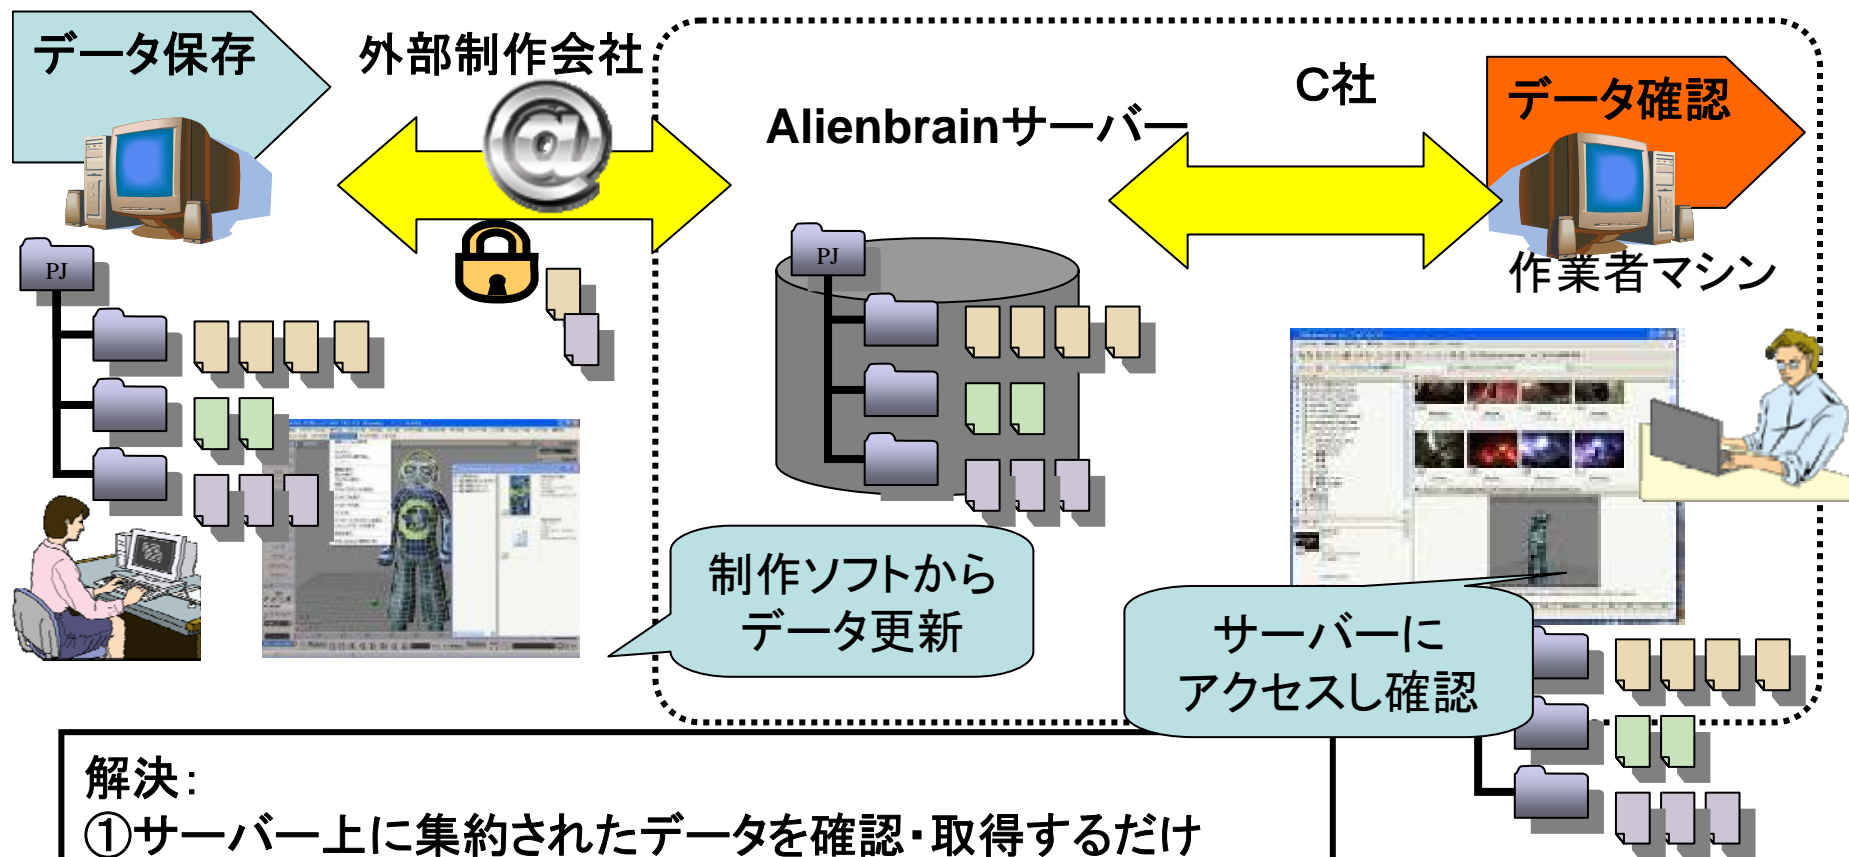 データ保存
外部制作会社
C社
データ確認
Alienbrainサーバー
PJ
PJ
作業者マシン
制作ソフトから
データ更新
サーバーに
アクセスし確認
解決：
①サーバー上に集約されたデータを確認・取得するだけ